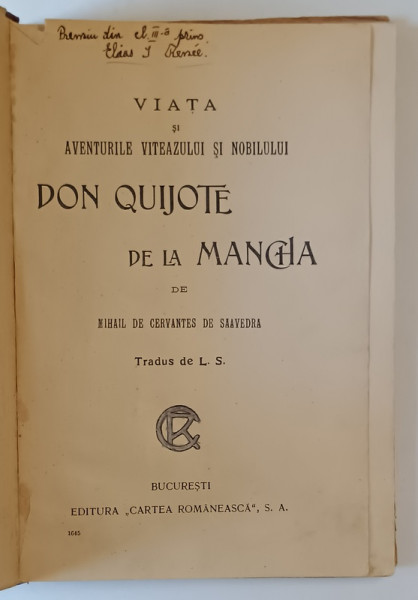 Premiu din cl III-a prim
Elias I Renée.
VIAȚA
ȘI
AVENTURILE VITEAZULUI ȘI NOBILULUI
DON QUIJOTE
DE LA MANCHA
DE
MIHAIL DE CERVANTES DE SAAVEDRA
Tradus de L. S.
CR
BUCUREȘTI
EDITURA „CARTEA ROMÂNEASCĂ“, S. A.
1645